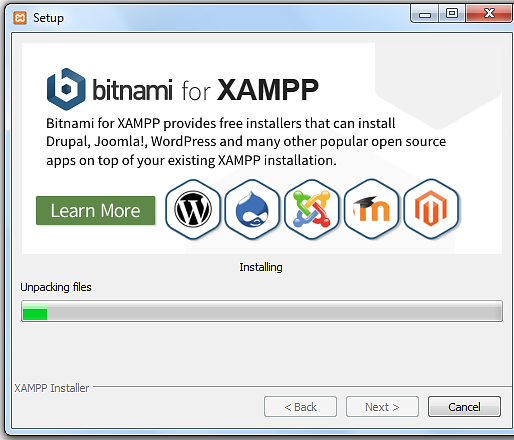 Setup
bitnami for XAMPP
Bitnami for XAMPP provides free installers that can install
Drupal, Joomla!, WordPress and many other popular open source
apps on top of your existing XAMPP installation.
Learn More
Installing
Unpacking files
XAMPP Installer
< Back
Next >
Cancel